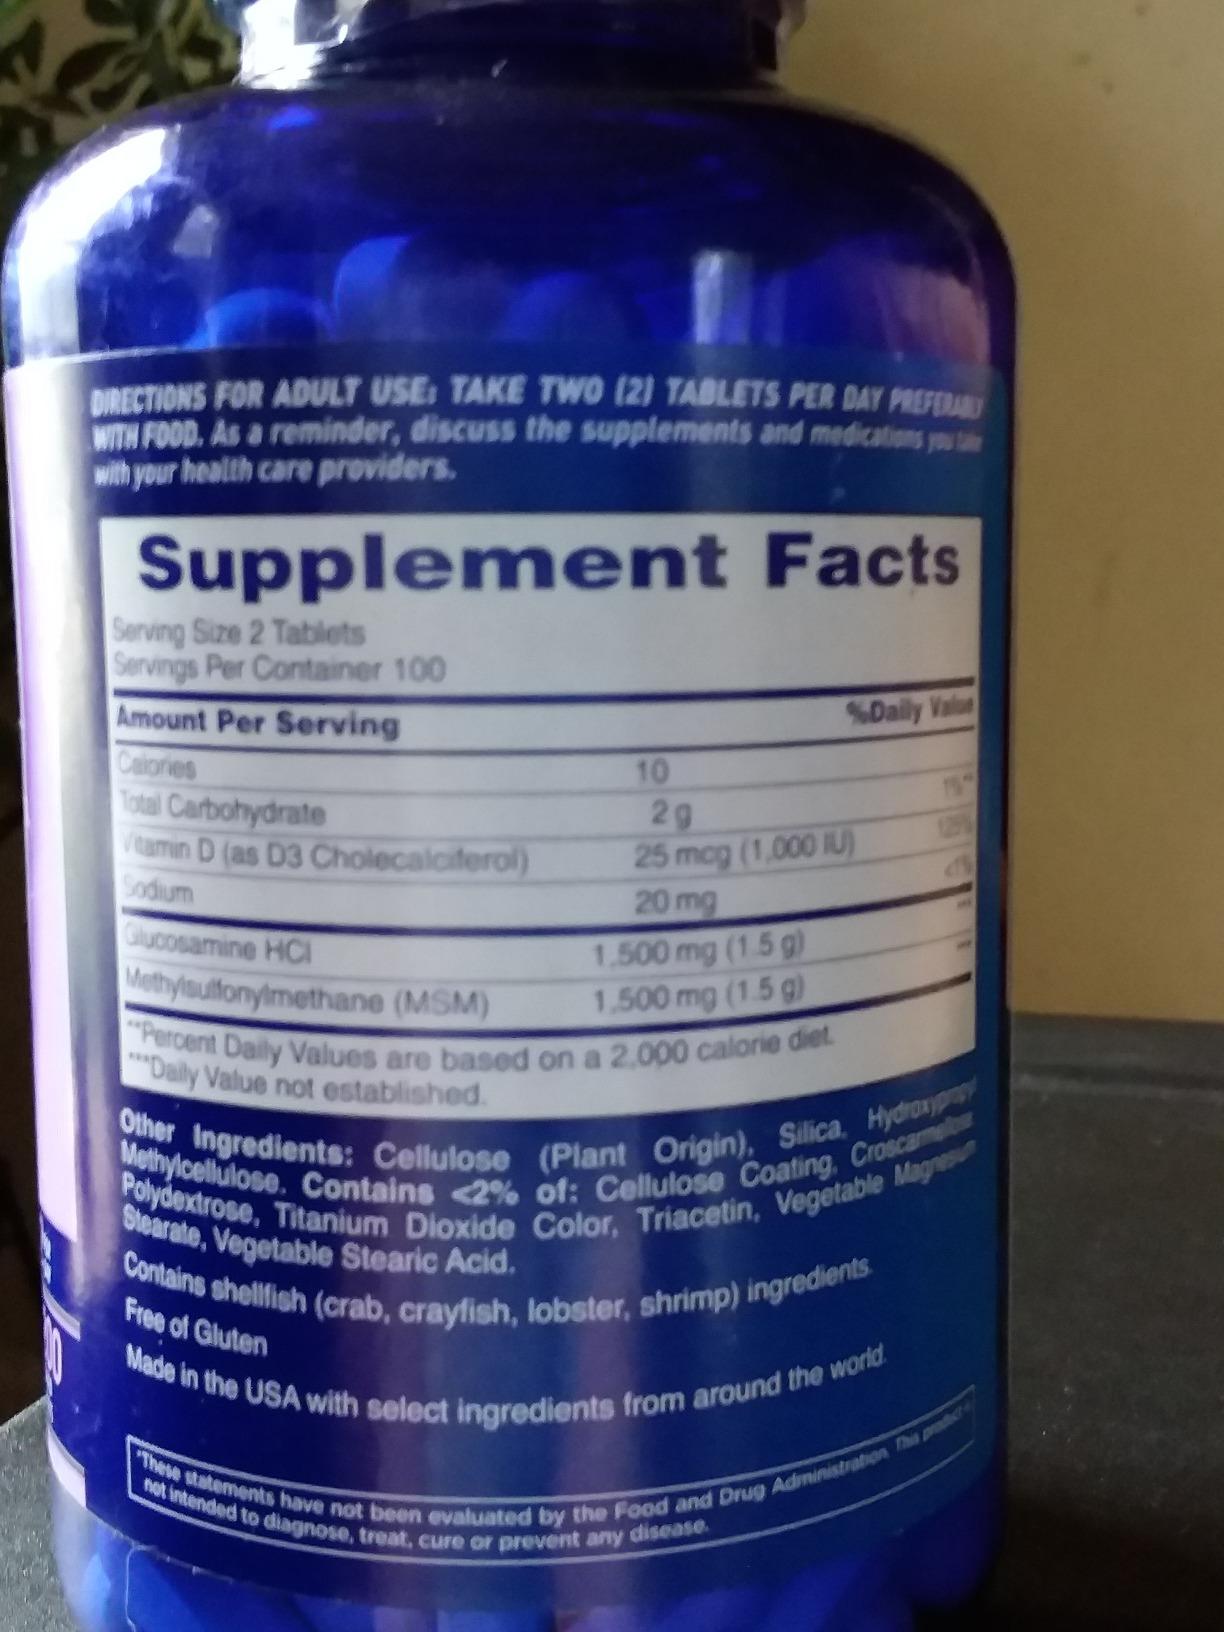 DIRECTIONS FOR ADULT USE: TAKE TWO (2) TABLETS PER DAY PREFERABLY
WITH FOOD. As a reminder, discuss the supplements and medications you take
with your health care providers.
Supplement Facts
Serving Size 2 Tablets
Servings Per Container 100
Amount Per Serving %Daily Value
Calories 10
Total Carbohydrate 2 g 1%**
Vitamin D (as D3 Cholecalciferol) 25 mcg (1,000 IU) 125%
Sodium 20 mg <1%
Glucosamine HCl 1,500 mg (1.5 g) ***
Methylsulfonylmethane (MSM) 1,500 mg (1.5 g) ***
**Percent Daily Values are based on a 2,000 calorie diet.
***Daily Value not established.
Other Ingredients: Cellulose (Plant Origin), Silica, Hydroxypropyl
Methylcellulose. Contains <2% of: Cellulose Coating, Croscarmellose,
Polydextrose, Titanium Dioxide Color, Triacetin, Vegetable Magnesium
Stearate, Vegetable Stearic Acid.
Contains shellfish (crab, crayfish, lobster, shrimp) ingredients.
Free of Gluten
Made in the USA with select ingredients from around the world.
*These statements have not been evaluated by the Food and Drug Administration. This product is
not intended to diagnose, treat, cure or prevent any disease.